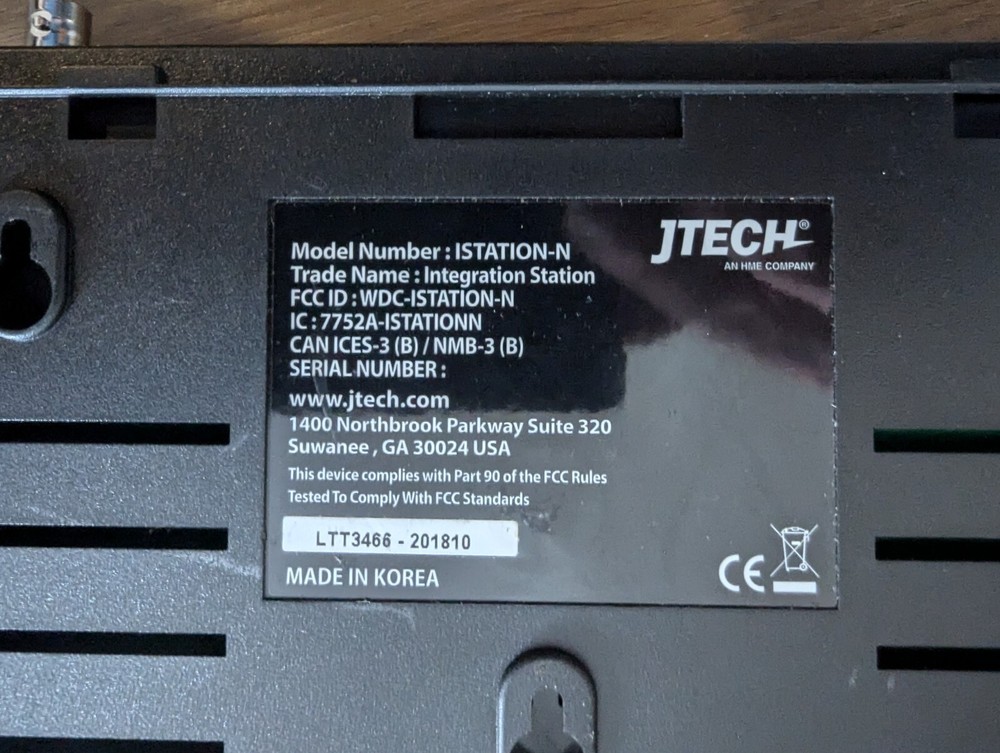 JTECH®
AN HME COMPANY
Model Number : ISTATION-N
Trade Name : Integration Station
FCC ID : WDC-ISTATION-N
IC : 7752A-ISTATIONN
CAN ICES-3 (B) / NMB-3 (B)
SERIAL NUMBER :
www.jtech.com
1400 Northbrook Parkway Suite 320
Suwanee , GA 30024 USA
This device complies with Part 90 of the FCC Rules
Tested To Comply With FCC Standards
LTT3466 - 201810
MADE IN KOREA
CE